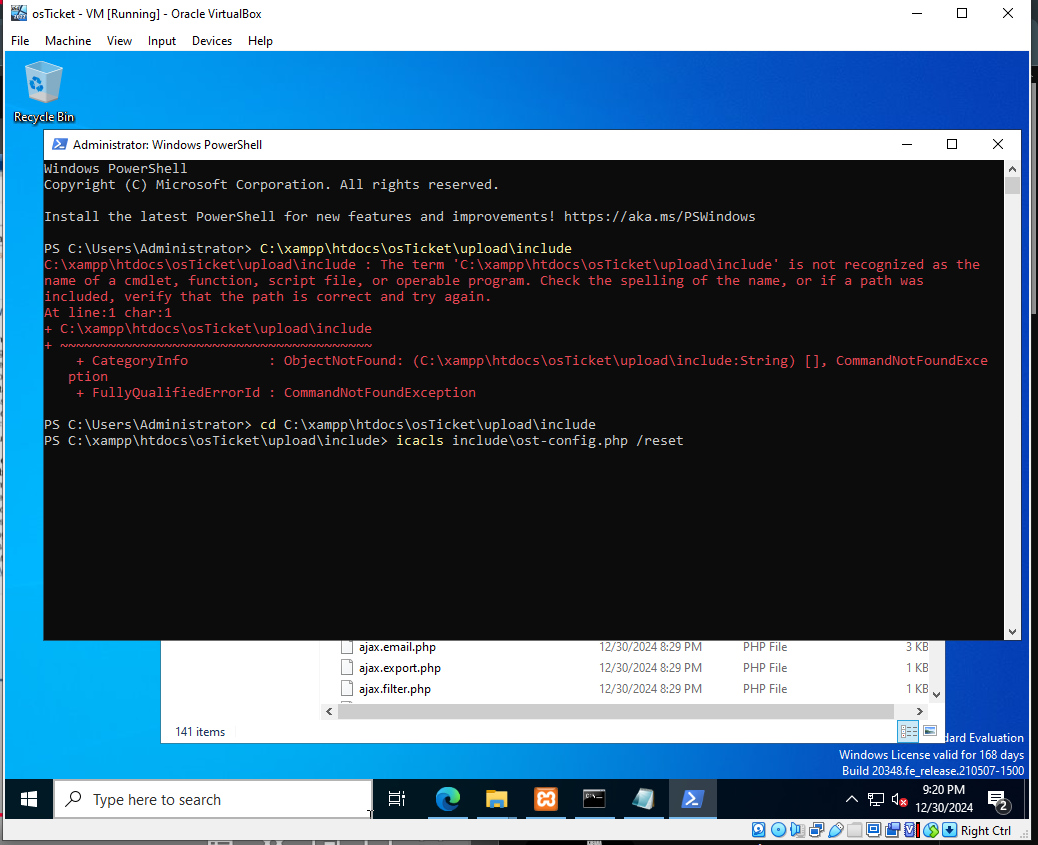 osTicket - VM [Running] - Oracle VirtualBox
File Machine View Input Devices Help
Recycle Bin
Administrator: Windows PowerShell
Windows PowerShell
Copyright (C) Microsoft Corporation. All rights reserved.
Install the latest PowerShell for new features and improvements! https://aka.ms/PSWindows
PS C:\Users\Administrator> C:\xampp\htdocs\osTicket\upload\include
C:\xampp\htdocs\osTicket\upload\include : The term 'C:\xampp\htdocs\osTicket\upload\include' is not recognized as the
name of a cmdlet, function, script file, or operable program. Check the spelling of the name, or if a path was
included, verify that the path is correct and try again.
At line:1 char:1
+ C:\xampp\htdocs\osTicket\upload\include
+ ~~~~~~~~~~~~~~~~~~~~~~~~~~~~~~~~~~~~~~~
+ CategoryInfo : ObjectNotFound: (C:\xampp\htdocs\osTicket\upload\include:String) [], CommandNotFoundExce
ption
+ FullyQualifiedErrorId : CommandNotFoundException
PS C:\Users\Administrator> cd C:\xampp\htdocs\osTicket\upload\include
PS C:\xampp\htdocs\osTicket\upload\include> icacls include\ost-config.php /reset
ajax.email.php 12/30/2024 8:29 PM PHP File 3 KB
ajax.export.php 12/30/2024 8:29 PM PHP File 1 KB
ajax.filter.php 12/30/2024 8:29 PM PHP File 1 KB
141 items
dard Evaluation
Windows License valid for 168 days
Build 20348.fe_release.210507-1500
Type here to search
9:20 PM
12/30/2024
2
Right Ctrl